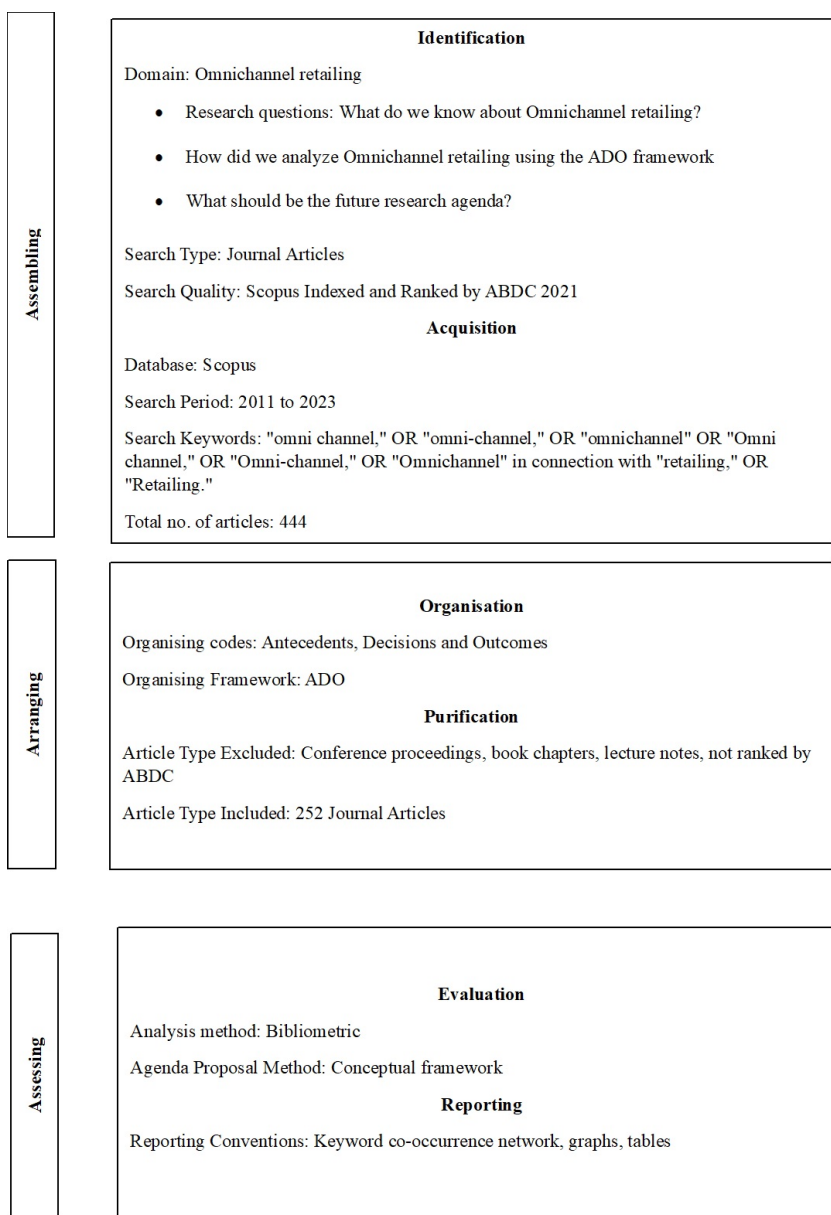 Assembling
Identification
Domain: Omnichannel retailing
• Research questions: What do we know about Omnichannel retailing?
• How did we analyze Omnichannel retailing using the ADO framework
• What should be the future research agenda?
Search Type: Journal Articles
Search Quality: Scopus Indexed and Ranked by ABDC 2021
Acquisition
Database: Scopus
Search Period: 2011 to 2023
Search Keywords: "omni channel," OR "omni-channel," OR "omnichannel" OR "Omni
channel," OR "Omni-channel," OR "Omnichannel" in connection with "retailing," OR
"Retailing."
Total no. of articles: 444
Arranging
Organisation
Organising codes: Antecedents, Decisions and Outcomes
Organising Framework: ADO
Purification
Article Type Excluded: Conference proceedings, book chapters, lecture notes, not ranked by
ABDC
Article Type Included: 252 Journal Articles
Assessing
Evaluation
Analysis method: Bibliometric
Agenda Proposal Method: Conceptual framework
Reporting
Reporting Conventions: Keyword co-occurrence network, graphs, tables